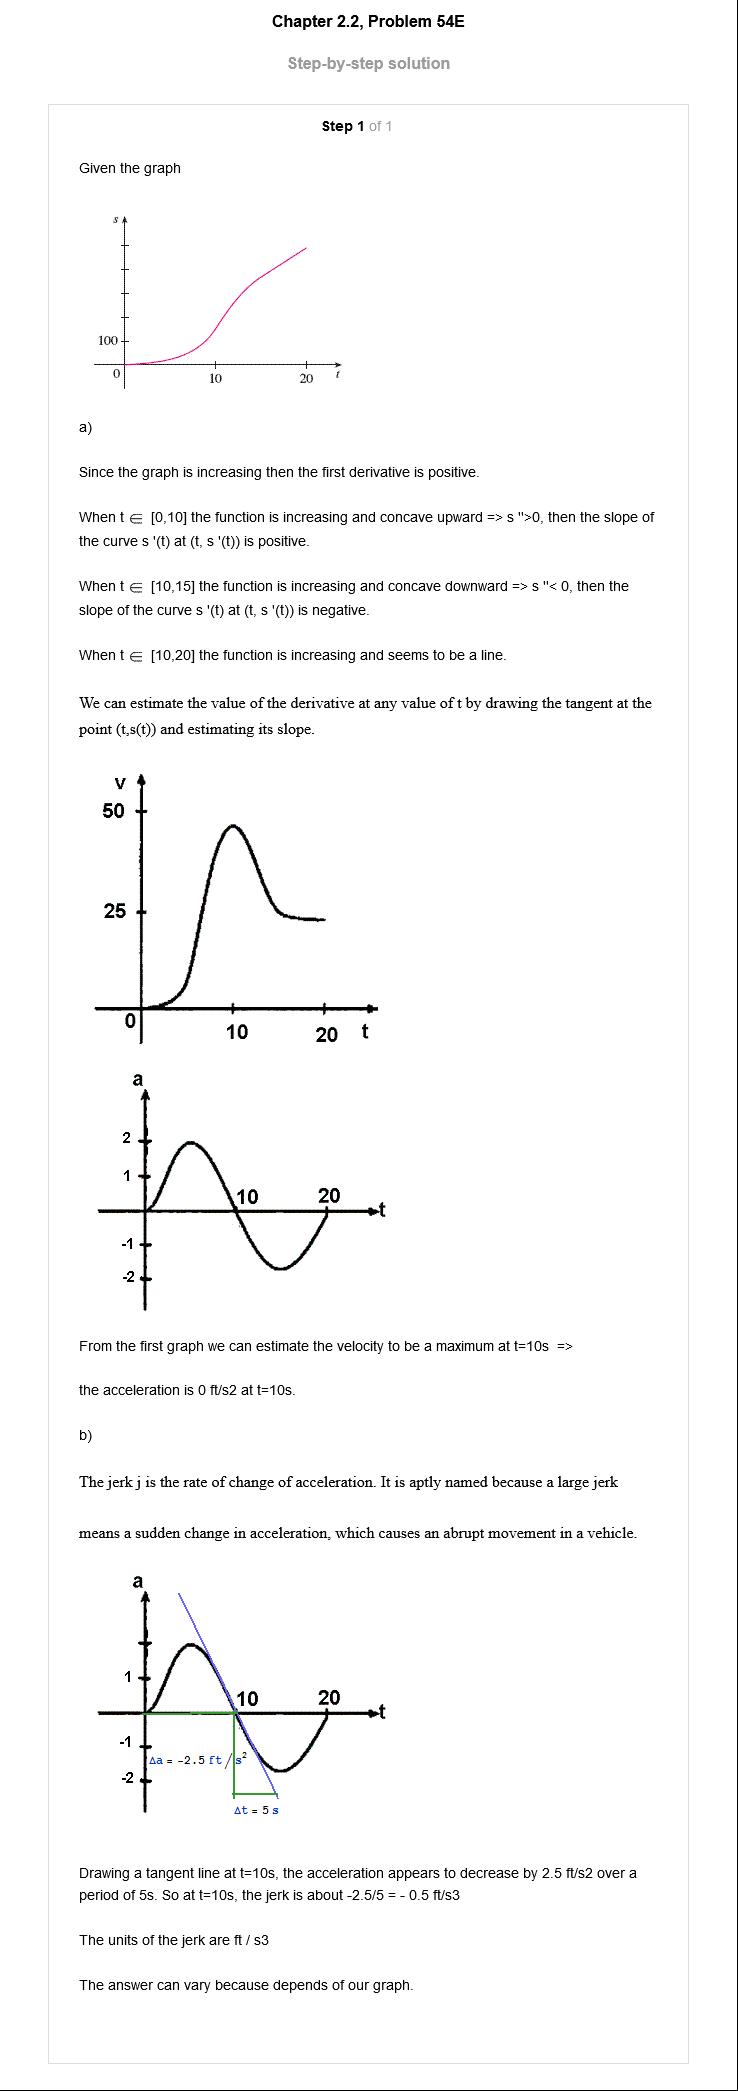 Chapter 2.2, Problem 54E
Step-by-step solution
Step 1 of 1
Given the graph
s
100
0
10
20
t
a)
Since the graph is increasing then the first derivative is positive.
When t ∈ [0,10] the function is increasing and concave upward => s ">0, then the slope of
the curve s '(t) at (t, s '(t)) is positive.
When t ∈ [10,15] the function is increasing and concave downward => s "< 0, then the
slope of the curve s '(t) at (t, s '(t)) is negative.
When t ∈ [10,20] the function is increasing and seems to be a line.
We can estimate the value of the derivative at any value of t by drawing the tangent at the
point (t,s(t)) and estimating its slope.
v
50
25
0
10
20
t
a
2
1
10
20
t
-1
-2
From the first graph we can estimate the velocity to be a maximum at t=10s =>
the acceleration is 0 ft/s2 at t=10s.
b)
The jerk j is the rate of change of acceleration. It is aptly named because a large jerk
means a sudden change in acceleration, which causes an abrupt movement in a vehicle.
a
1
10
20
t
-1
Δa = -2.5 ft / s²
-2
Δt = 5 s
Drawing a tangent line at t=10s, the acceleration appears to decrease by 2.5 ft/s2 over a
period of 5s. So at t=10s, the jerk is about -2.5/5 = - 0.5 ft/s3
The units of the jerk are ft / s3
The answer can vary because depends of our graph.